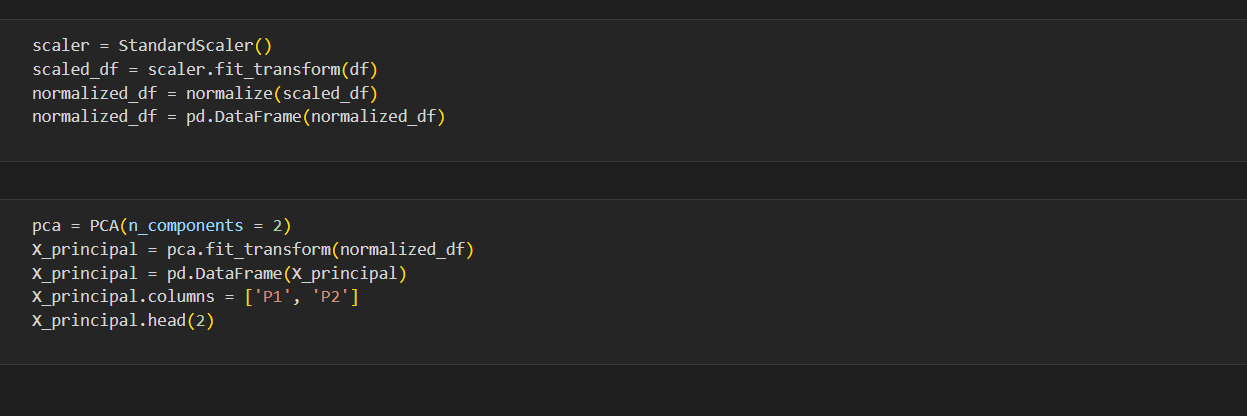 scaler = StandardScaler()
scaled_df = scaler.fit_transform(df)
normalized_df = normalize(scaled_df)
normalized_df = pd.DataFrame(normalized_df)
pca = PCA(n_components = 2)
X_principal = pca.fit_transform(normalized_df)
X_principal = pd.DataFrame(X_principal)
X_principal.columns = ['P1', 'P2']
X_principal.head(2)